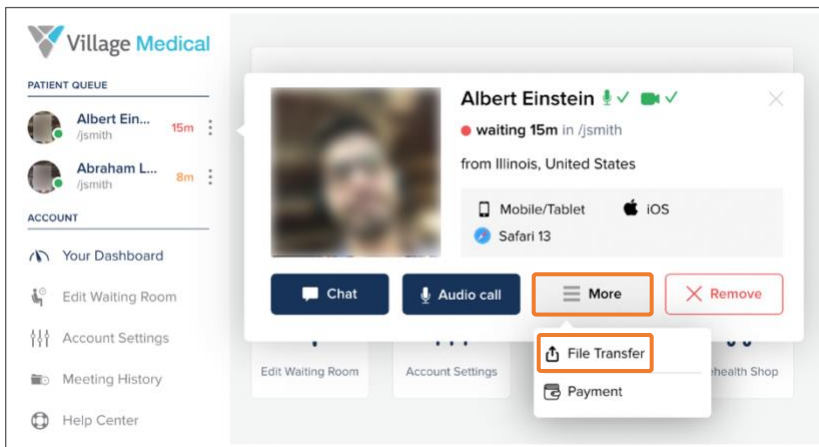 Village Medical
PATIENT QUEUE
Albert Ein...
/jsmith
15m
Abraham L...
/jsmith
8m
ACCOUNT
Your Dashboard
Edit Waiting Room
Account Settings
Meeting History
Help Center
Albert Einstein
waiting 15m in /jsmith
from Illinois, United States
Mobile/Tablet
iOS
Safari 13
Chat
Audio call
More
Remove
File Transfer
Payment
Edit Waiting Room
Account Settings
ehealth Shop